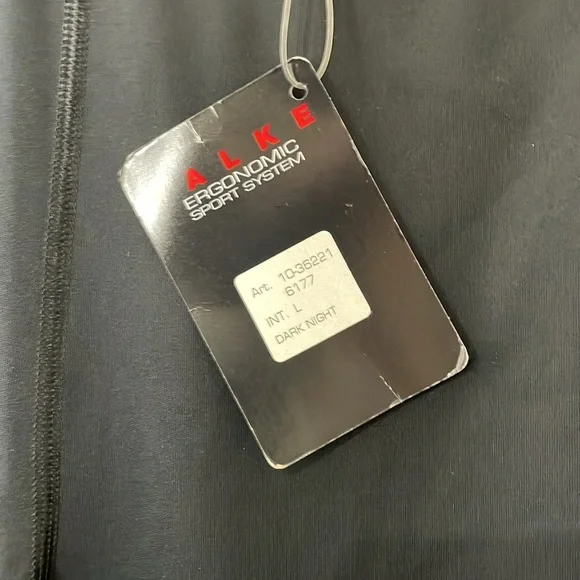 ALKE
ERGONOMIC
SPORT SYSTEM
Art. 10-36221
6177
INT. L
DARK NIGHT